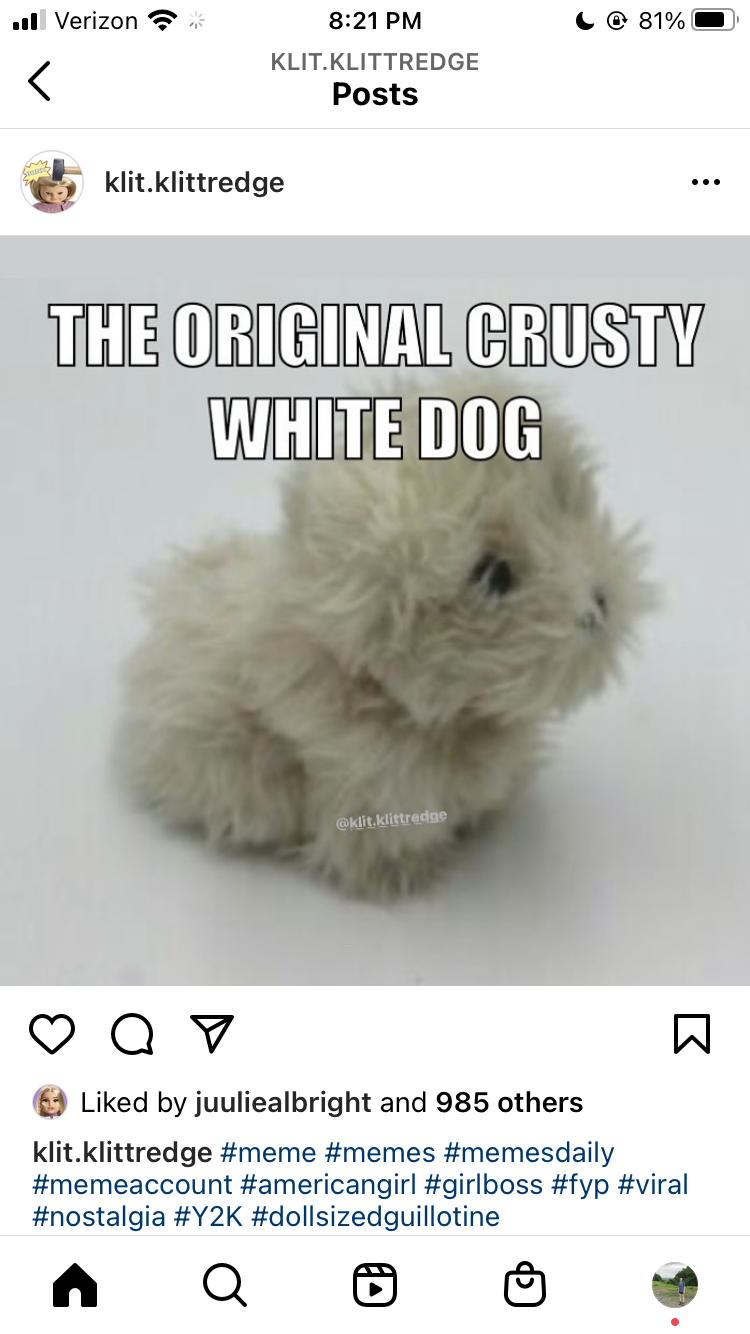 Verizon 8:21 PM 81%
KLIT.KLITTREDGE
Posts
klit.klittredge
THE ORIGINAL CRUSTY
WHITE DOG
@klit.klittredge
Liked by juuliealbright and 985 others
klit.klittredge #meme #memes #memesdaily
#memeaccount #americangirl #girlboss #fyp #viral
#nostalgia #Y2K #dollsizedguillotine